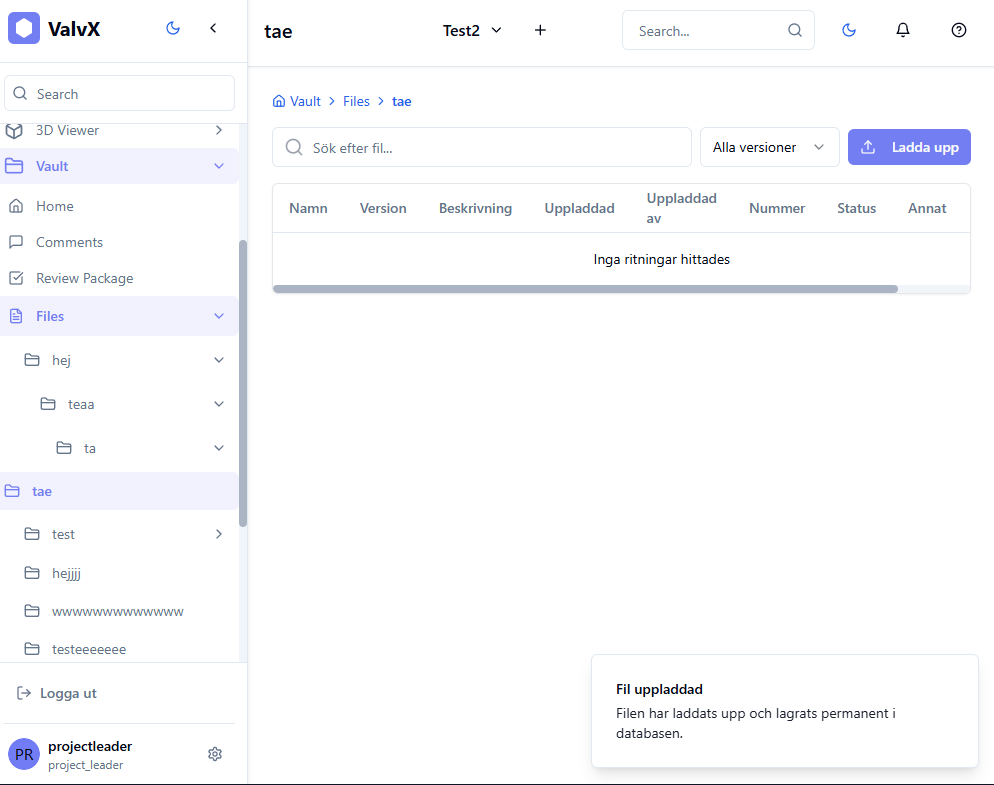 ValvX
Search
3D Viewer
Vault
Home
Comments
Review Package
Files
hej
teaa
ta
tae
test
hejjjj
wwwwwwwwwwwww
testeeeeeee
Logga ut
PR
projectleader
project_leader
tae
Test2
Search...
Vault > Files > tae
Sök efter fil...
Alla versioner
Ladda upp
Namn Version Beskrivning Uppladdad Uppladdad av Nummer Status Annat
Inga ritningar hittades
Fil uppladdad
Filen har laddats upp och lagrats permanent i
databasen.